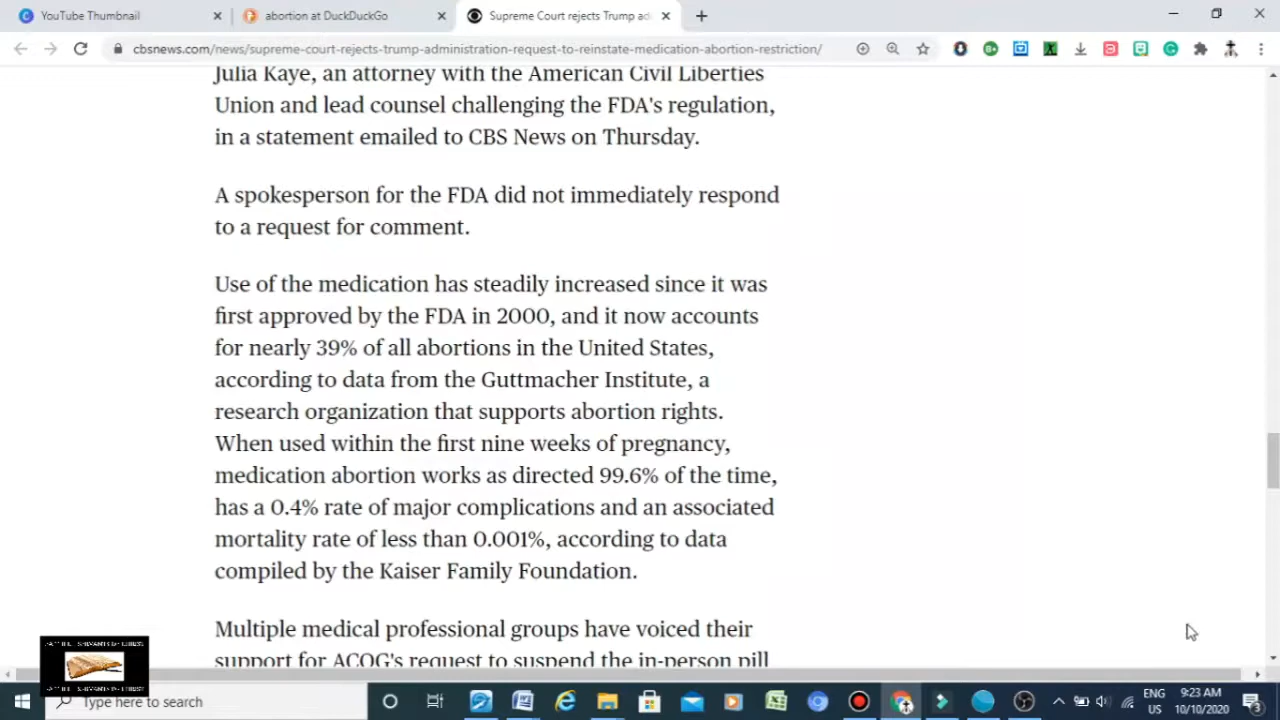 YouTube Thumbnail
abortion at DuckDuckGo
Supreme Court rejects Trump ad
cbsnews.com/news/supreme-court-rejects-trump-administration-request-to-reinstate-medication-abortion-restriction/
Julia Kaye, an attorney with the American Civil Liberties
Union and lead counsel challenging the FDA's regulation,
in a statement emailed to CBS News on Thursday.
A spokesperson for the FDA did not immediately respond
to a request for comment.
Use of the medication has steadily increased since it was
first approved by the FDA in 2000, and it now accounts
for nearly 39% of all abortions in the United States,
according to data from the Guttmacher Institute, a
research organization that supports abortion rights.
When used within the first nine weeks of pregnancy,
medication abortion works as directed 99.6% of the time,
has a 0.4% rate of major complications and an associated
mortality rate of less than 0.001%, according to data
compiled by the Kaiser Family Foundation.
Multiple medical professional groups have voiced their
support for ACOG's request to suspend the in-person pill
Type here to search
ENG
US
9:23 AM
10/10/2020
3